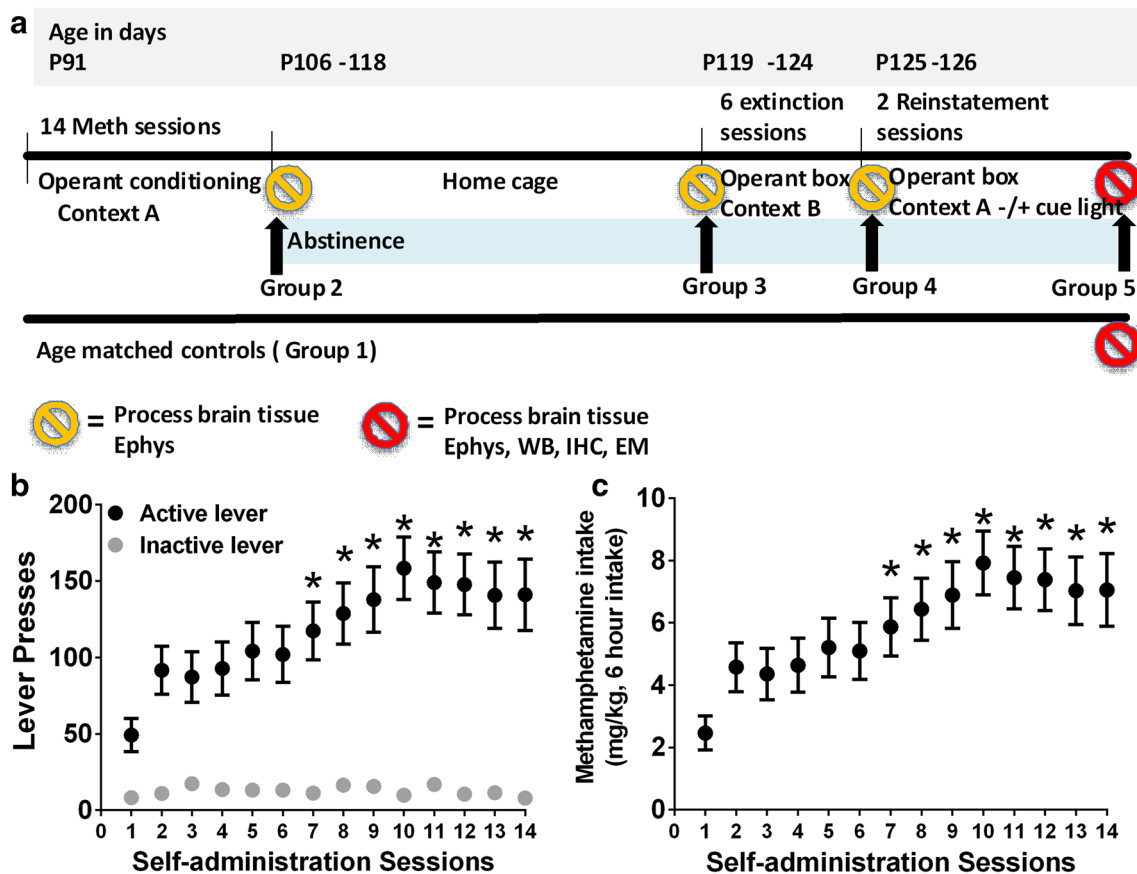 a
Age in days
P91
P106 -118
P119 -124
P125 -126
14 Meth sessions
6 extinction
sessions
2 Reinstatement
sessions
Operant conditioning
Context A
Home cage
Operant box
Context B
Operant box
Context A -/+ cue light
Abstinence
Group 2
Group 3
Group 4
Group 5
Age matched controls ( Group 1)
= Process brain tissue
Ephys
= Process brain tissue
Ephys, WB, IHC, EM
b
Lever Presses
200
150
100
50
0
Active lever
Inactive lever
* * * * * * * *
0 1 2 3 4 5 6 7 8 9 10 11 12 13 14
Self-administration Sessions
c
Methamphetamine intake
(mg/kg, 6 hour intake)
10
8
6
4
2
0
* * * * * * * *
0 1 2 3 4 5 6 7 8 9 10 11 12 13 14
Self-administration Sessions